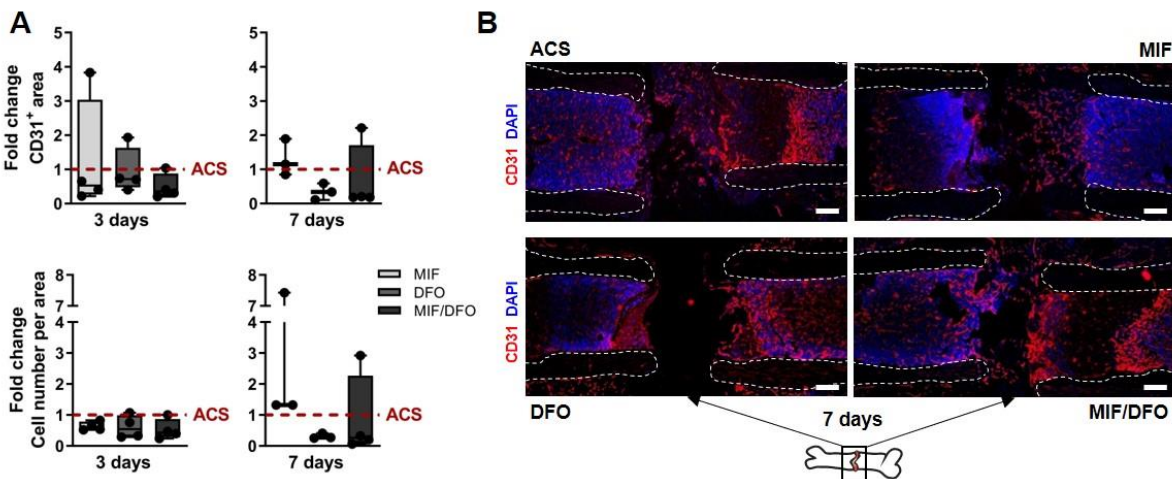 A
Fold change
CD31⁺ area
5
4
3
2
1
0
ACS
3 days
5
4
3
2
1
0
ACS
7 days
Fold change
Cell number per area
8
7
4
3
2
1
0
ACS
3 days
8
7
4
3
2
1
0
ACS
7 days
MIF
DFO
MIF/DFO
B
ACS
MIF
CD31 DAPI
CD31 DAPI
DFO
MIF/DFO
7 days